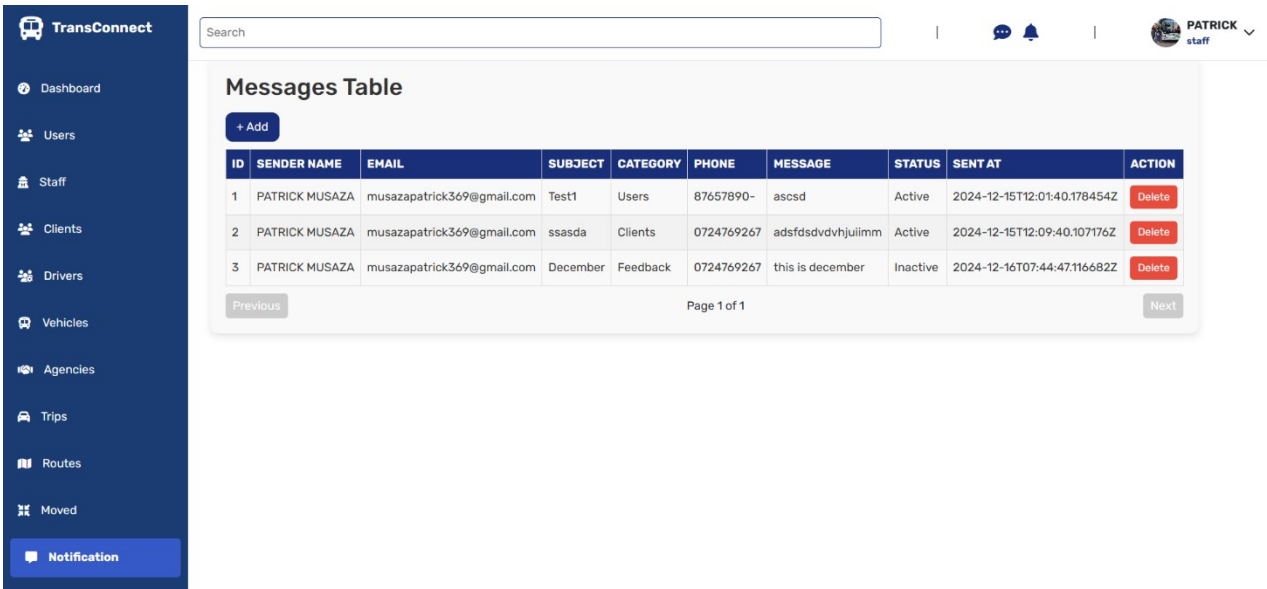 TransConnect
Search
|
|
PATRICK
staff
Dashboard
Users
Staff
Clients
Drivers
Vehicles
Agencies
Trips
Routes
Moved
Notification
Messages Table
+ Add
ID SENDER NAME EMAIL SUBJECT CATEGORY PHONE MESSAGE STATUS SENT AT ACTION
1 PATRICK MUSAZA musazapatrick369@gmail.com Test1 Users 87657890- ascsd Active 2024-12-15T12:01:40.178454Z Delete
2 PATRICK MUSAZA musazapatrick369@gmail.com ssasda Clients 0724769267 adsfdsdvdvhjuiimm Active 2024-12-15T12:09:40.107176Z Delete
3 PATRICK MUSAZA musazapatrick369@gmail.com December Feedback 0724769267 this is december Inactive 2024-12-16T07:44:47.116682Z Delete
Previous Page 1 of 1 Next